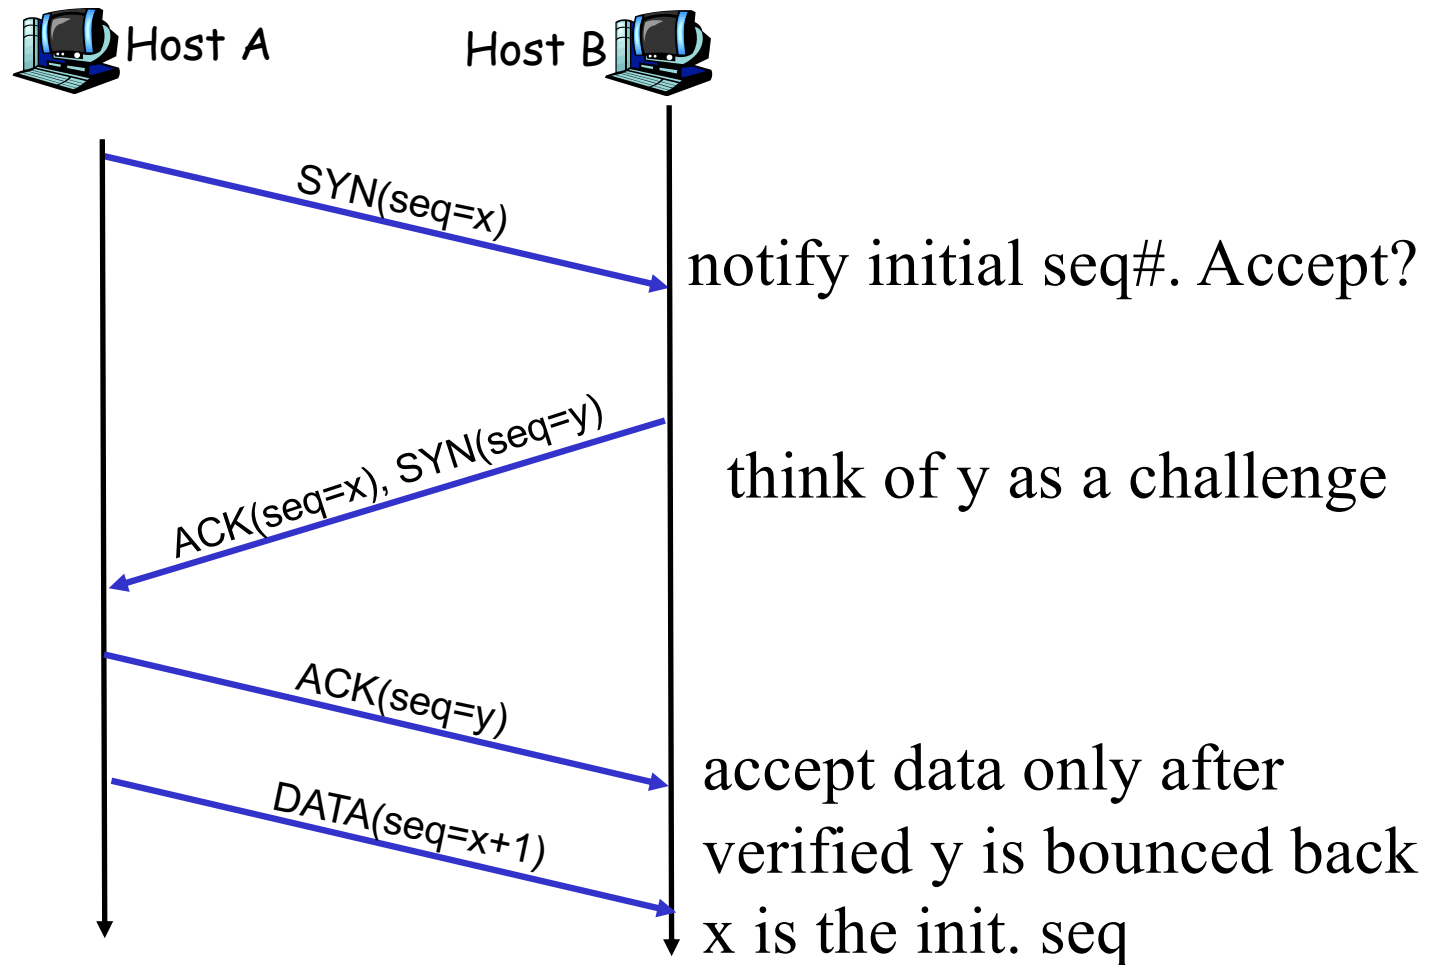 Host A
Host B
SYN(seq=x)
notify initial seq#. Accept?
ACK(seq=x), SYN(seq=y)
think of y as a challenge
ACK(seq=y)
DATA(seq=x+1)
accept data only after
verified y is bounced back
x is the init. seq